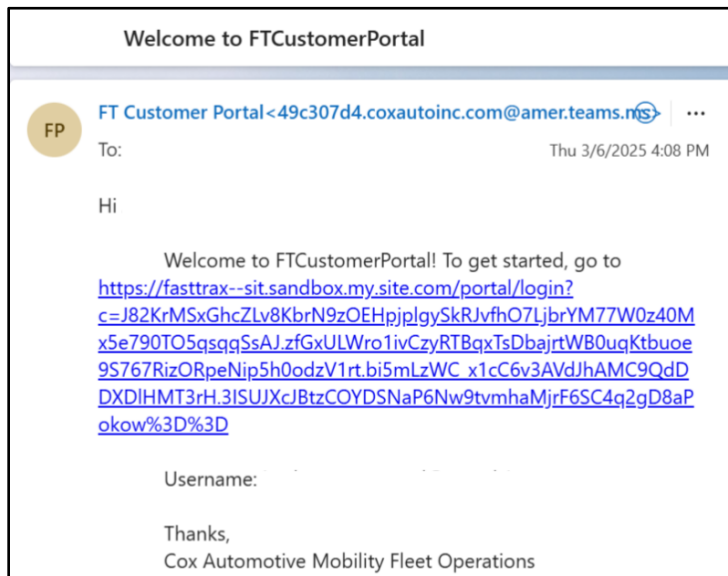 Welcome to FTCustomerPortal
FP
FT Customer Portal<49c307d4.coxautoinc.com@amer.teams.ms>
To:
Thu 3/6/2025 4:08 PM
Hi
Welcome to FTCustomerPortal! To get started, go to
https://fasttrax--sit.sandbox.my.site.com/portal/login?
c=J82KrMSxGhcZLv8KbrN9zOEHpjplgySkRJvfhO7LjbrYM77W0z40M
x5e790TO5qsqqSsAJ.zfGxULWro1ivCzyRTBqxTsDbajrtWB0uqKtbuoe
9S767RizORpeNip5h0odzV1rt.bi5mLzWC_x1cC6v3AVdJhAMC9QdD
DXDlHMT3rH.3ISUJXcJBtzCOYDSNaP6Nw9tvmhaMjrF6SC4q2gD8aP
okow%3D%3D
Username:
Thanks,
Cox Automotive Mobility Fleet Operations